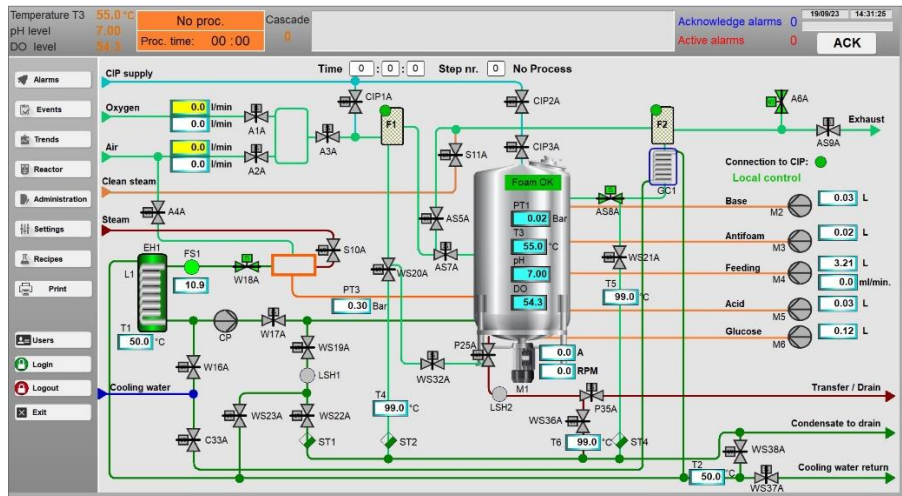 Temperature T3 55.0 °C
pH level 7.00
DO level 54.3
No proc.
Proc. time: 00 :00
Cascade
0
Acknowledge alarms 0
Active alarms 0
19/09/23 14:31:25
ACK
Alarms
Events
Trends
Reactor
Administration
Settings
Recipes
Print
Users
Login
Logout
Exit
Time 0 : 0 : 0 Step nr. 0 No Process
CIP supply
CIP1A
CIP2A
A6A
Oxygen 0.0 l/min
0.0 l/min
A1A
F1
F2
Exhaust
A3A
CIP3A
AS9A
Air 0.0 l/min
0.0 l/min
A2A
S11A
Connection to CIP:
Local control
Clean steam
Foam OK
GC1
A4A
AS5A
AS8A
Base
M2
0.03 L
PT1
0.02 Bar
Steam
T3
55.0 °C
Antifoam
M3
0.02 L
EH1
FS1
S10A
AS7A
WS21A
pH
7.00
Feeding
M4
3.21 L
0.0 ml/min.
L1
W18A
WS20A
10.9
DO
54.3
T5
99.0 °C
PT3
0.30 Bar
Acid
M5
0.03 L
T1
50.0 °C
CP
W17A
Glucose
M6
0.12 L
WS19A
P25A
0.0 A
0.0 RPM
W16A
LSH1
WS32A
M1
Cooling water
T4
99.0 °C
LSH2
P35A
Transfer / Drain
WS23A
WS22A
WS36A
C33A
ST1
ST2
T6
99.0 °C
ST4
Condensate to drain
WS38A
T2
50.0 °C
Cooling water return
WS37A